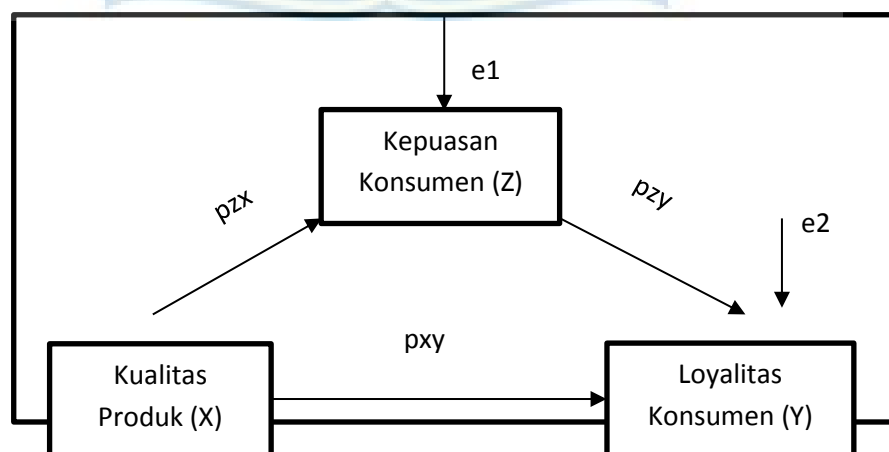 e1
Kepuasan
Konsumen (Z)
pzx
pzy
e2
pxy
Kualitas
Produk (X)
Loyalitas
Konsumen (Y)